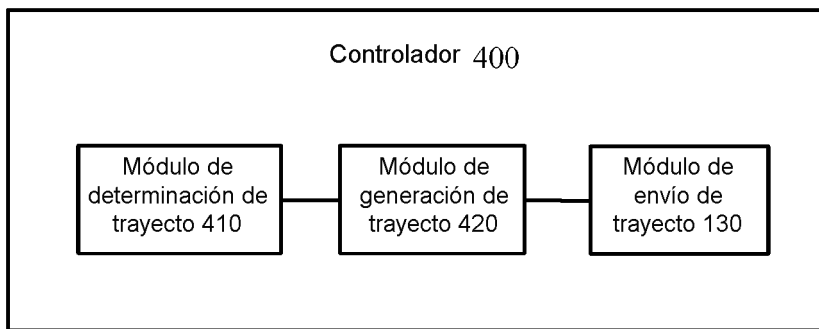 Controlador 400
Módulo de
determinación de
trayecto 410
Módulo de
generación de
trayecto 420
Módulo de
envío de
trayecto 130